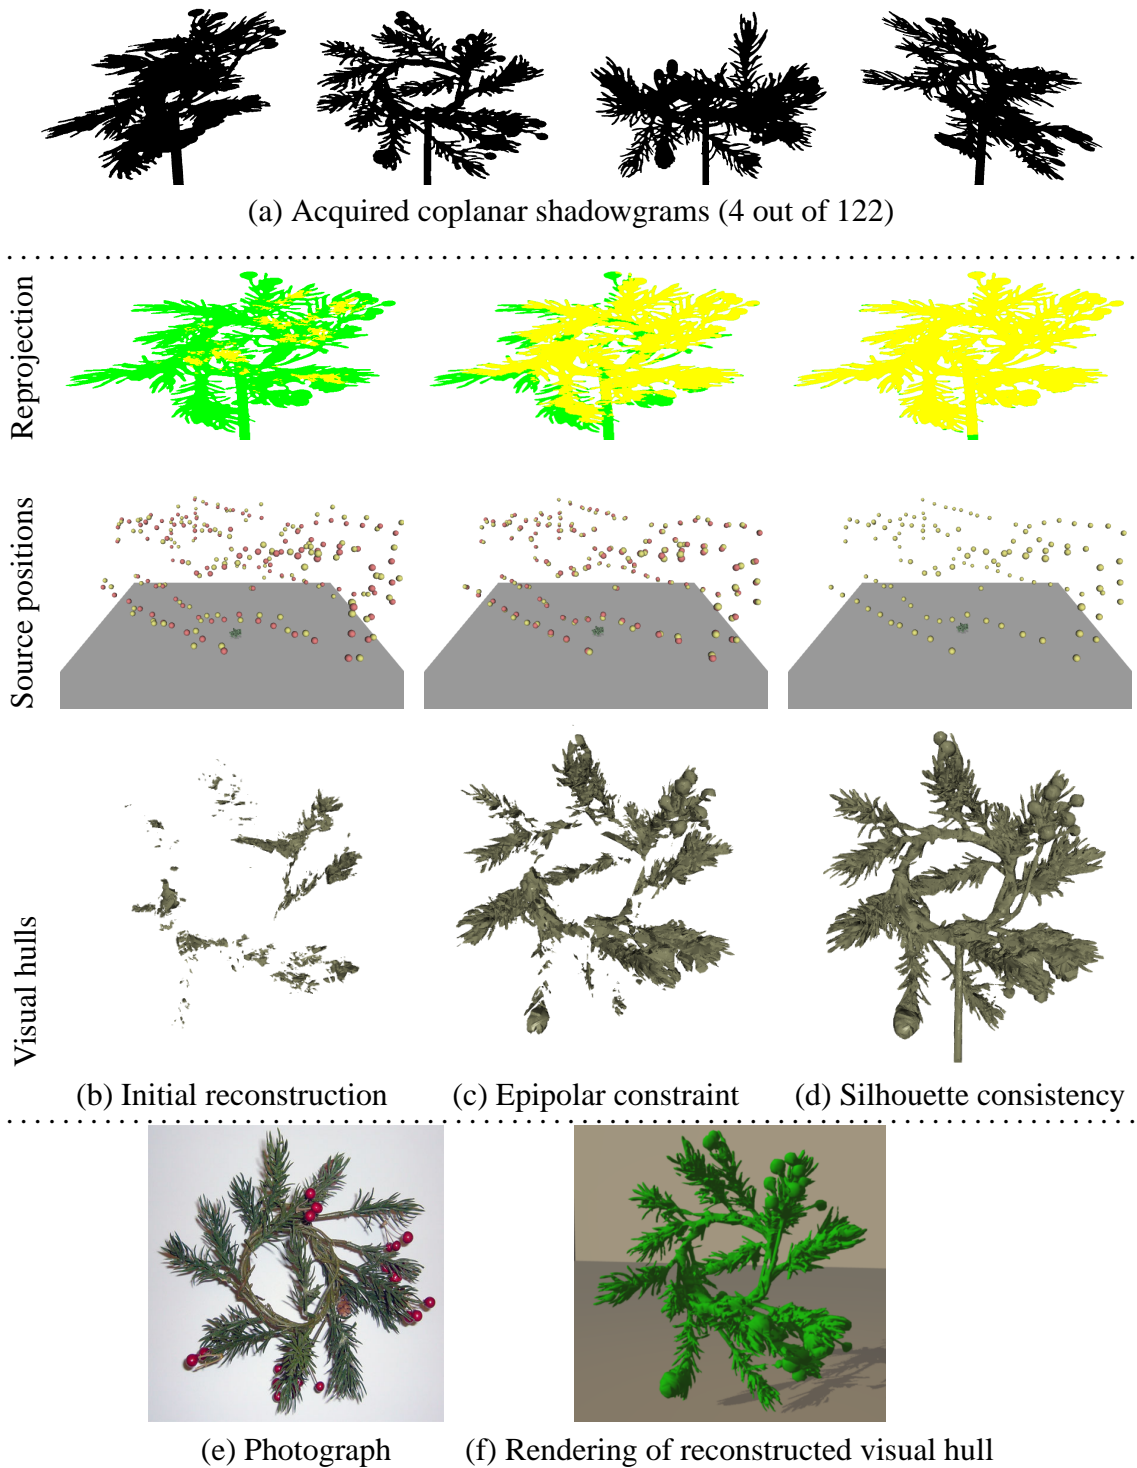 (a) Acquired coplanar shadowgrams (4 out of 122)
Reprojection
Source positions
Visual hulls
(b) Initial reconstruction
(c) Epipolar constraint
(d) Silhouette consistency
(e) Photograph
(f) Rendering of reconstructed visual hull